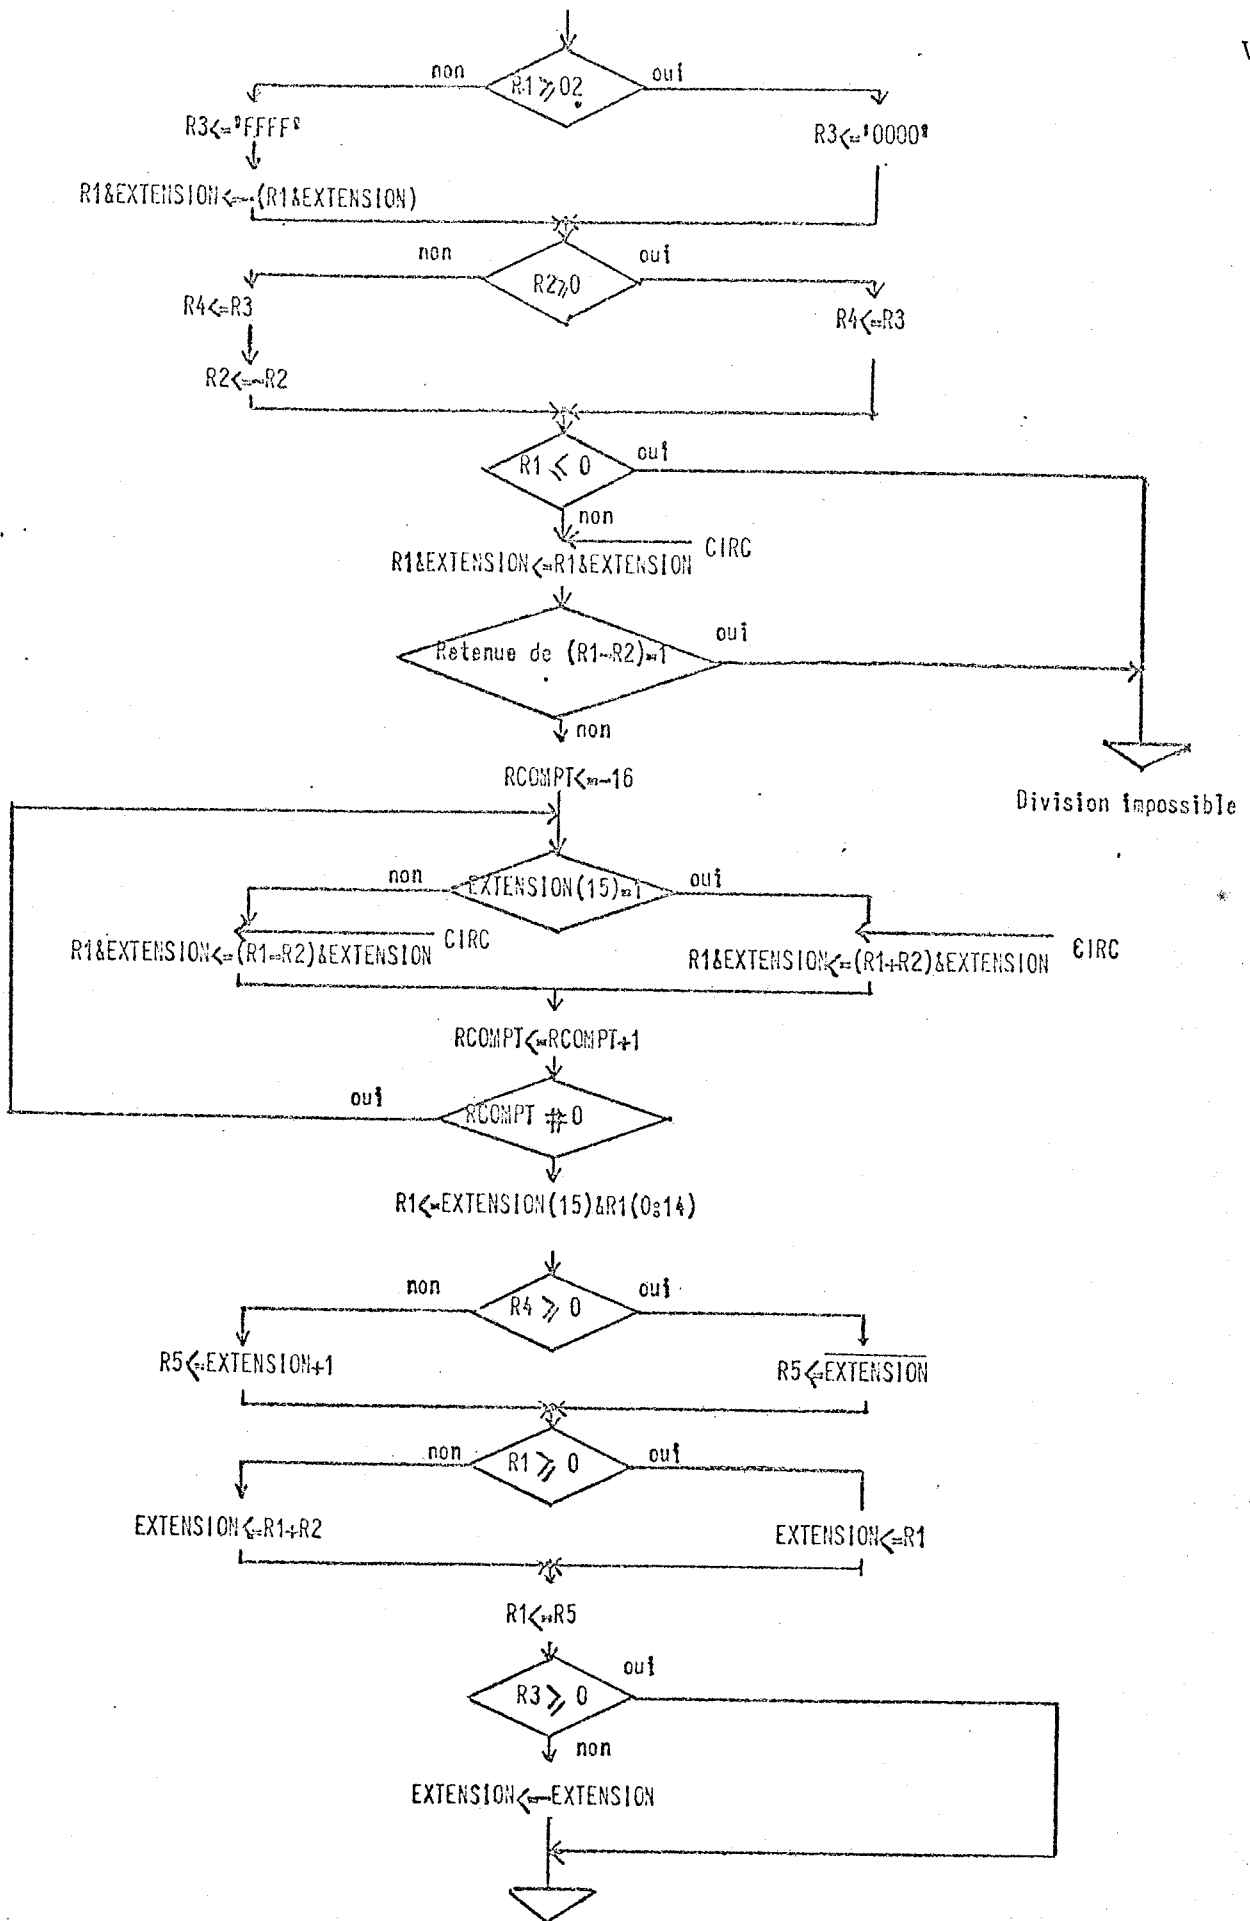 V
non
R1⩾02
oui
R3<='FFFF'
R3<='0000'
R1&EXTENSION<=-(R1&EXTENSION)
non
oui
R2⩾0
R4<=R3
R4<=R3
R2<=-R2
R1 ⩽ 0
oui
non
CIRC
R1&EXTENSION<=R1&EXTENSION
oui
Retenue de (R1-R2)=1
non
RCOMPT<=-16
Division impossible
non
EXTENSION(15)=1
oui
CIRC
R1&EXTENSION<=(R1-R2)&EXTENSION
CIRC
R1&EXTENSION<=(R1+R2)&EXTENSION
RCOMPT<=RCOMPT+1
oui
RCOMPT # 0
R1<=EXTENSION(15)&R1(0:14)
non
oui
R4 ⩾ 0
R5<=EXTENSION+1
R5<=E̅X̅T̅E̅N̅S̅I̅O̅N̅
non
R1 ⩾ 0
oui
EXTENSION<=R1+R2
EXTENSION<=R1
R1<=R5
oui
R3 ⩾ 0
non
EXTENSION<=-EXTENSION